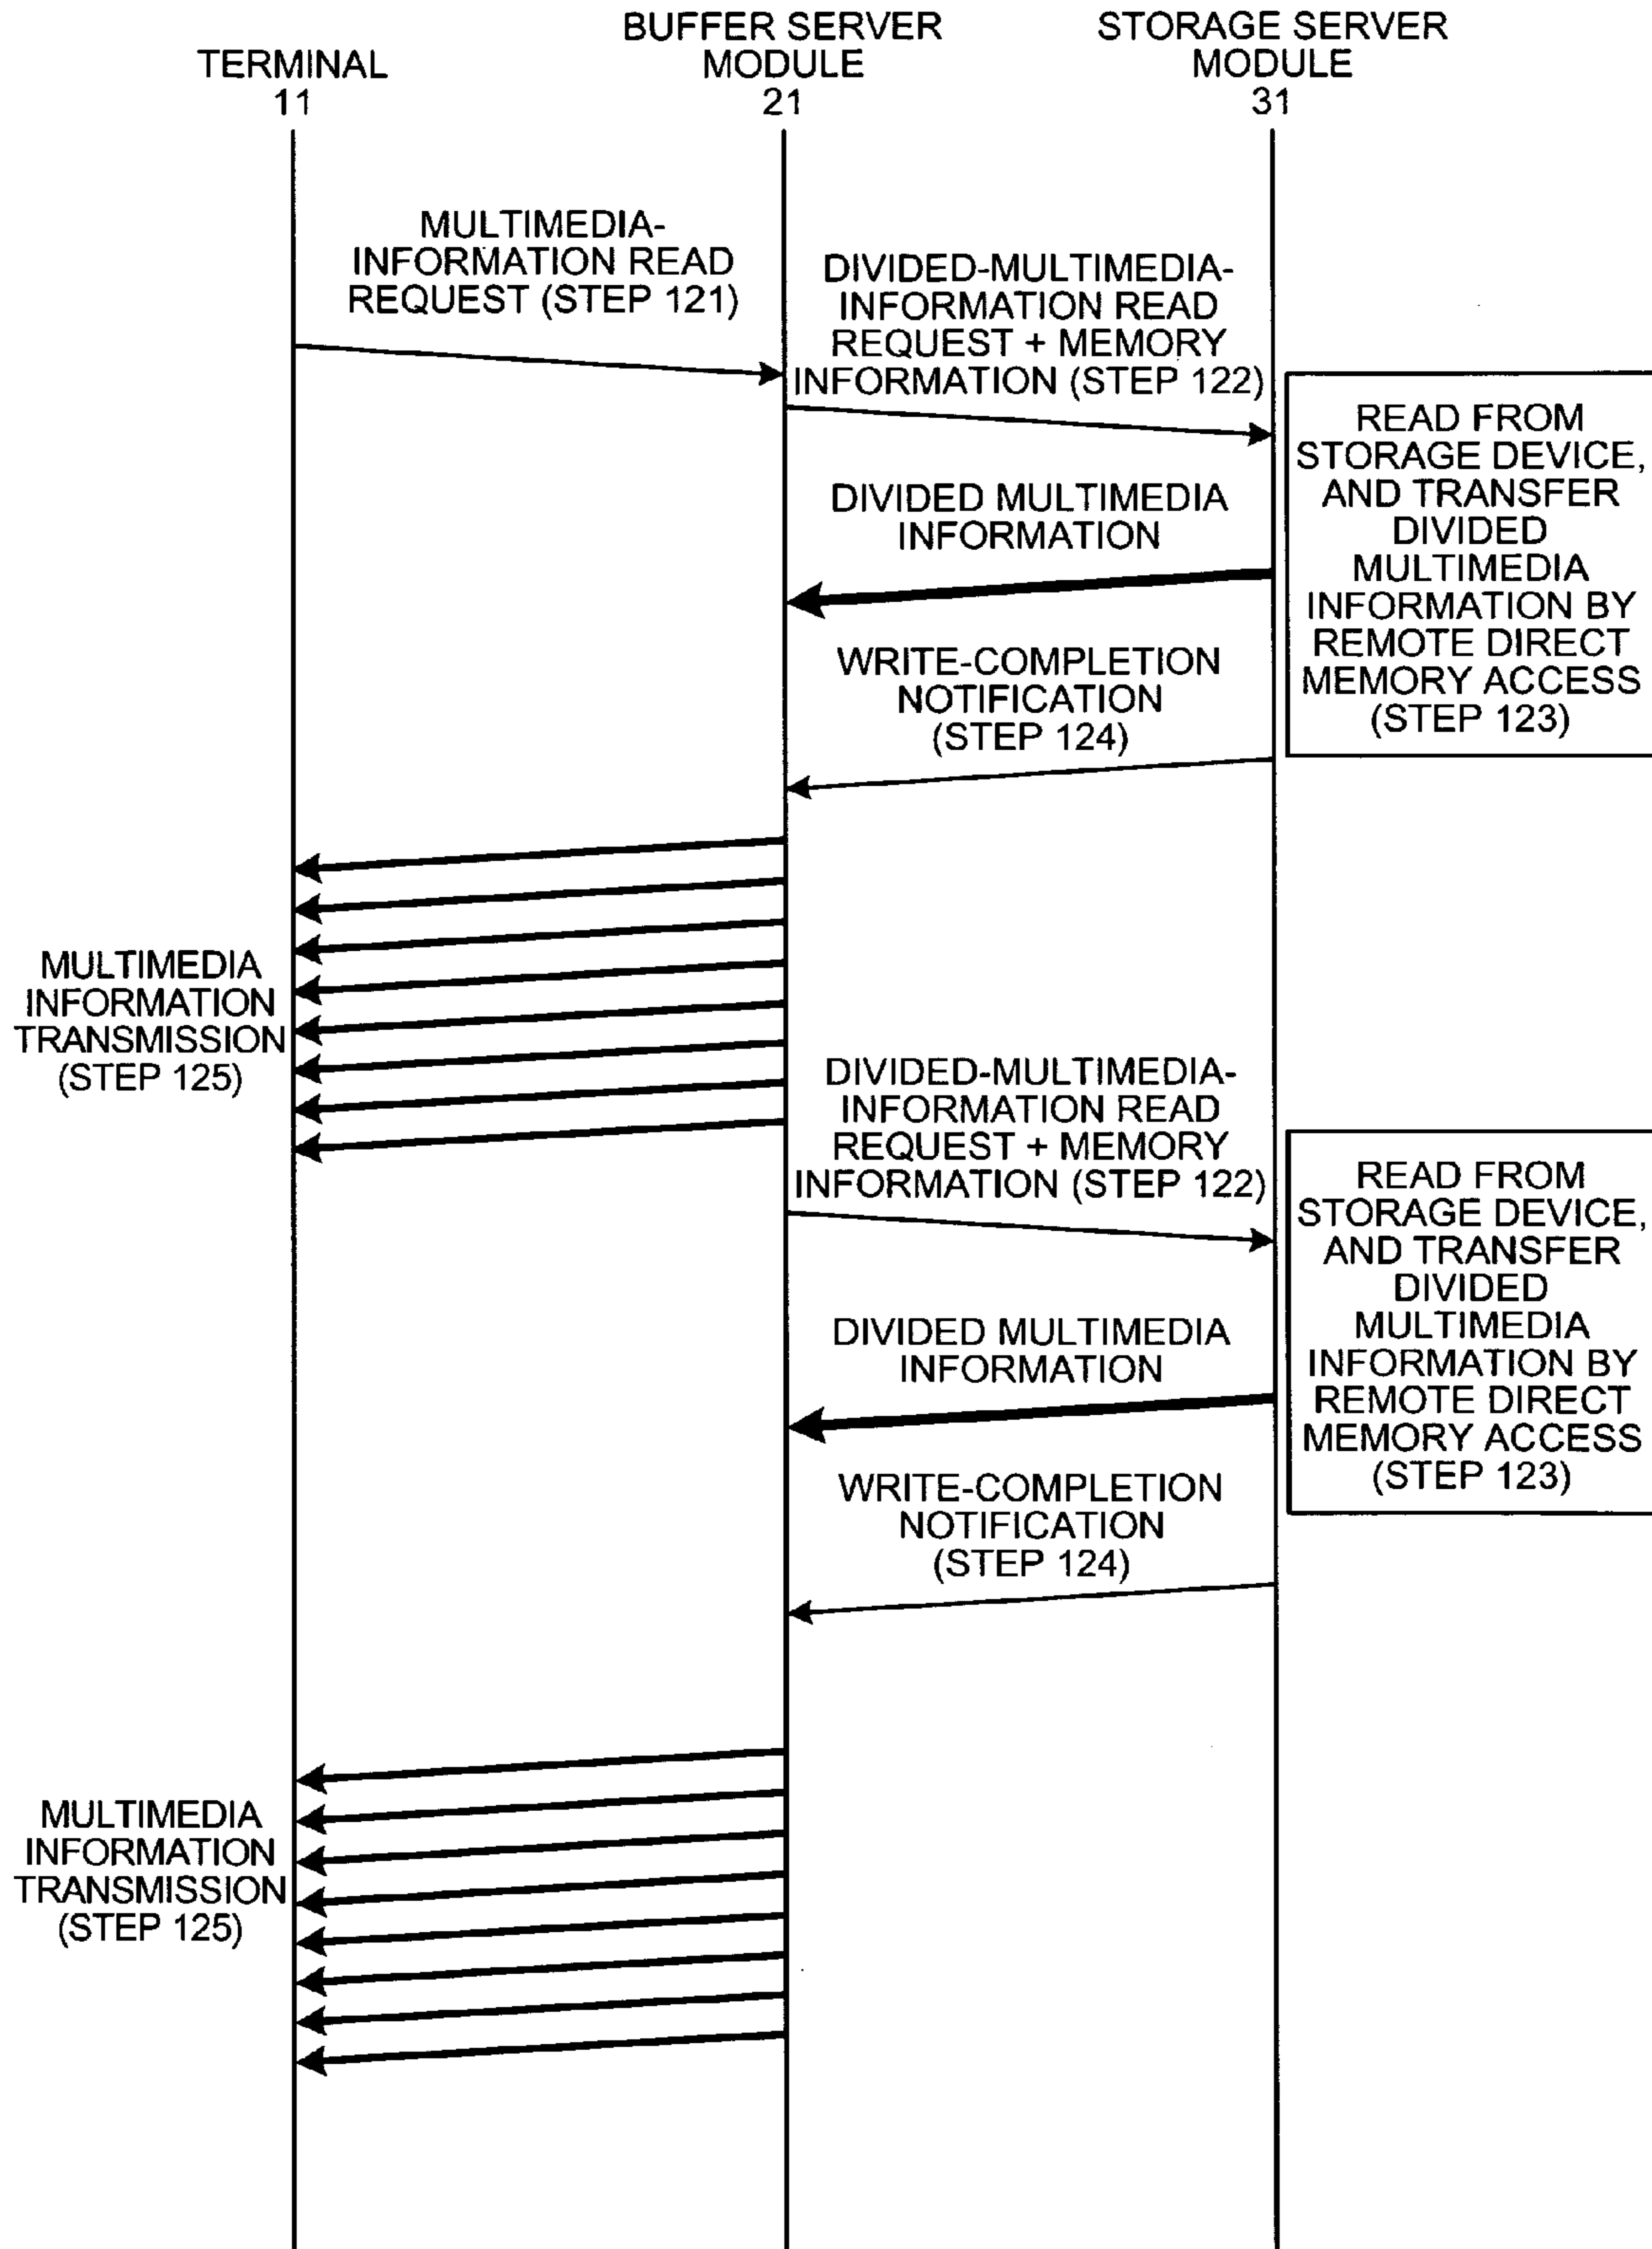 TERMINAL
11
BUFFER SERVER
MODULE
21
STORAGE SERVER
MODULE
31
MULTIMEDIA-
INFORMATION READ
REQUEST (STEP 121)
DIVIDED-MULTIMEDIA-
INFORMATION READ
REQUEST + MEMORY
INFORMATION (STEP 122)
READ FROM
STORAGE DEVICE,
AND TRANSFER
DIVIDED
MULTIMEDIA
INFORMATION BY
REMOTE DIRECT
MEMORY ACCESS
(STEP 123)
DIVIDED MULTIMEDIA
INFORMATION
WRITE-COMPLETION
NOTIFICATION
(STEP 124)
MULTIMEDIA
INFORMATION
TRANSMISSION
(STEP 125)
DIVIDED-MULTIMEDIA-
INFORMATION READ
REQUEST + MEMORY
INFORMATION (STEP 122)
READ FROM
STORAGE DEVICE,
AND TRANSFER
DIVIDED
MULTIMEDIA
INFORMATION BY
REMOTE DIRECT
MEMORY ACCESS
(STEP 123)
DIVIDED MULTIMEDIA
INFORMATION
WRITE-COMPLETION
NOTIFICATION
(STEP 124)
MULTIMEDIA
INFORMATION
TRANSMISSION
(STEP 125)